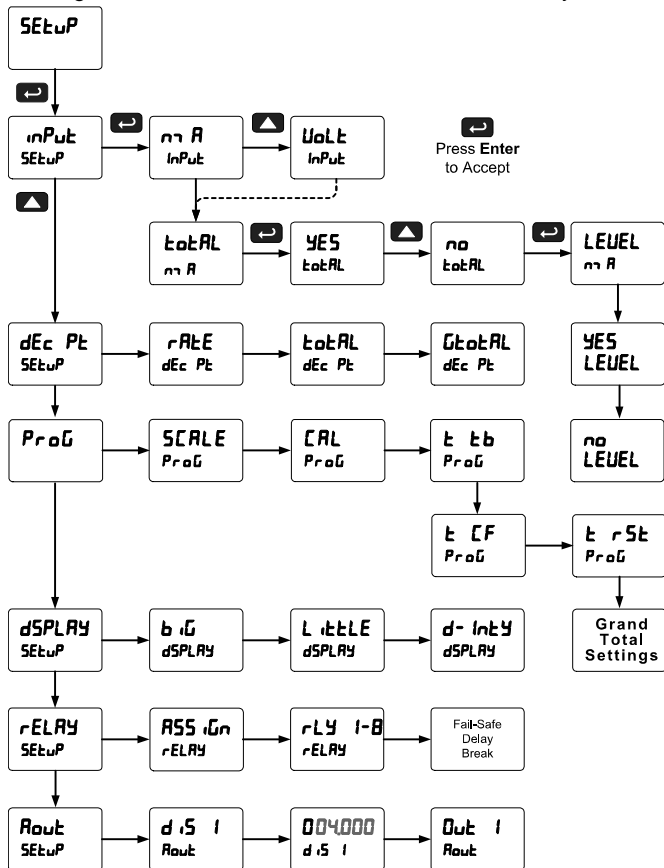 SEtuP
inPut
SEtuP
mA
InPut
VoLt
InPut
Press Enter
to Accept
totAL
mA
YES
totAL
no
totAL
LEVEL
mA
dEc Pt
SEtuP
rAtE
dEc Pt
totAL
dEc Pt
GtotAL
dEc Pt
YES
LEVEL
ProG
SCALE
ProG
CAL
ProG
t tb
ProG
no
LEVEL
t CF
ProG
t rSt
ProG
dSPLAY
SEtuP
biG
dSPLAY
LittLE
dSPLAY
d-IntY
dSPLAY
Grand
Total
Settings
rELAY
SEtuP
ASSiGn
rELAY
rLY 1-8
rELAY
Fail-Safe
Delay
Break
Aout
SEtuP
diS 1
Aout
004.000
diS 1
Out 1
Aout